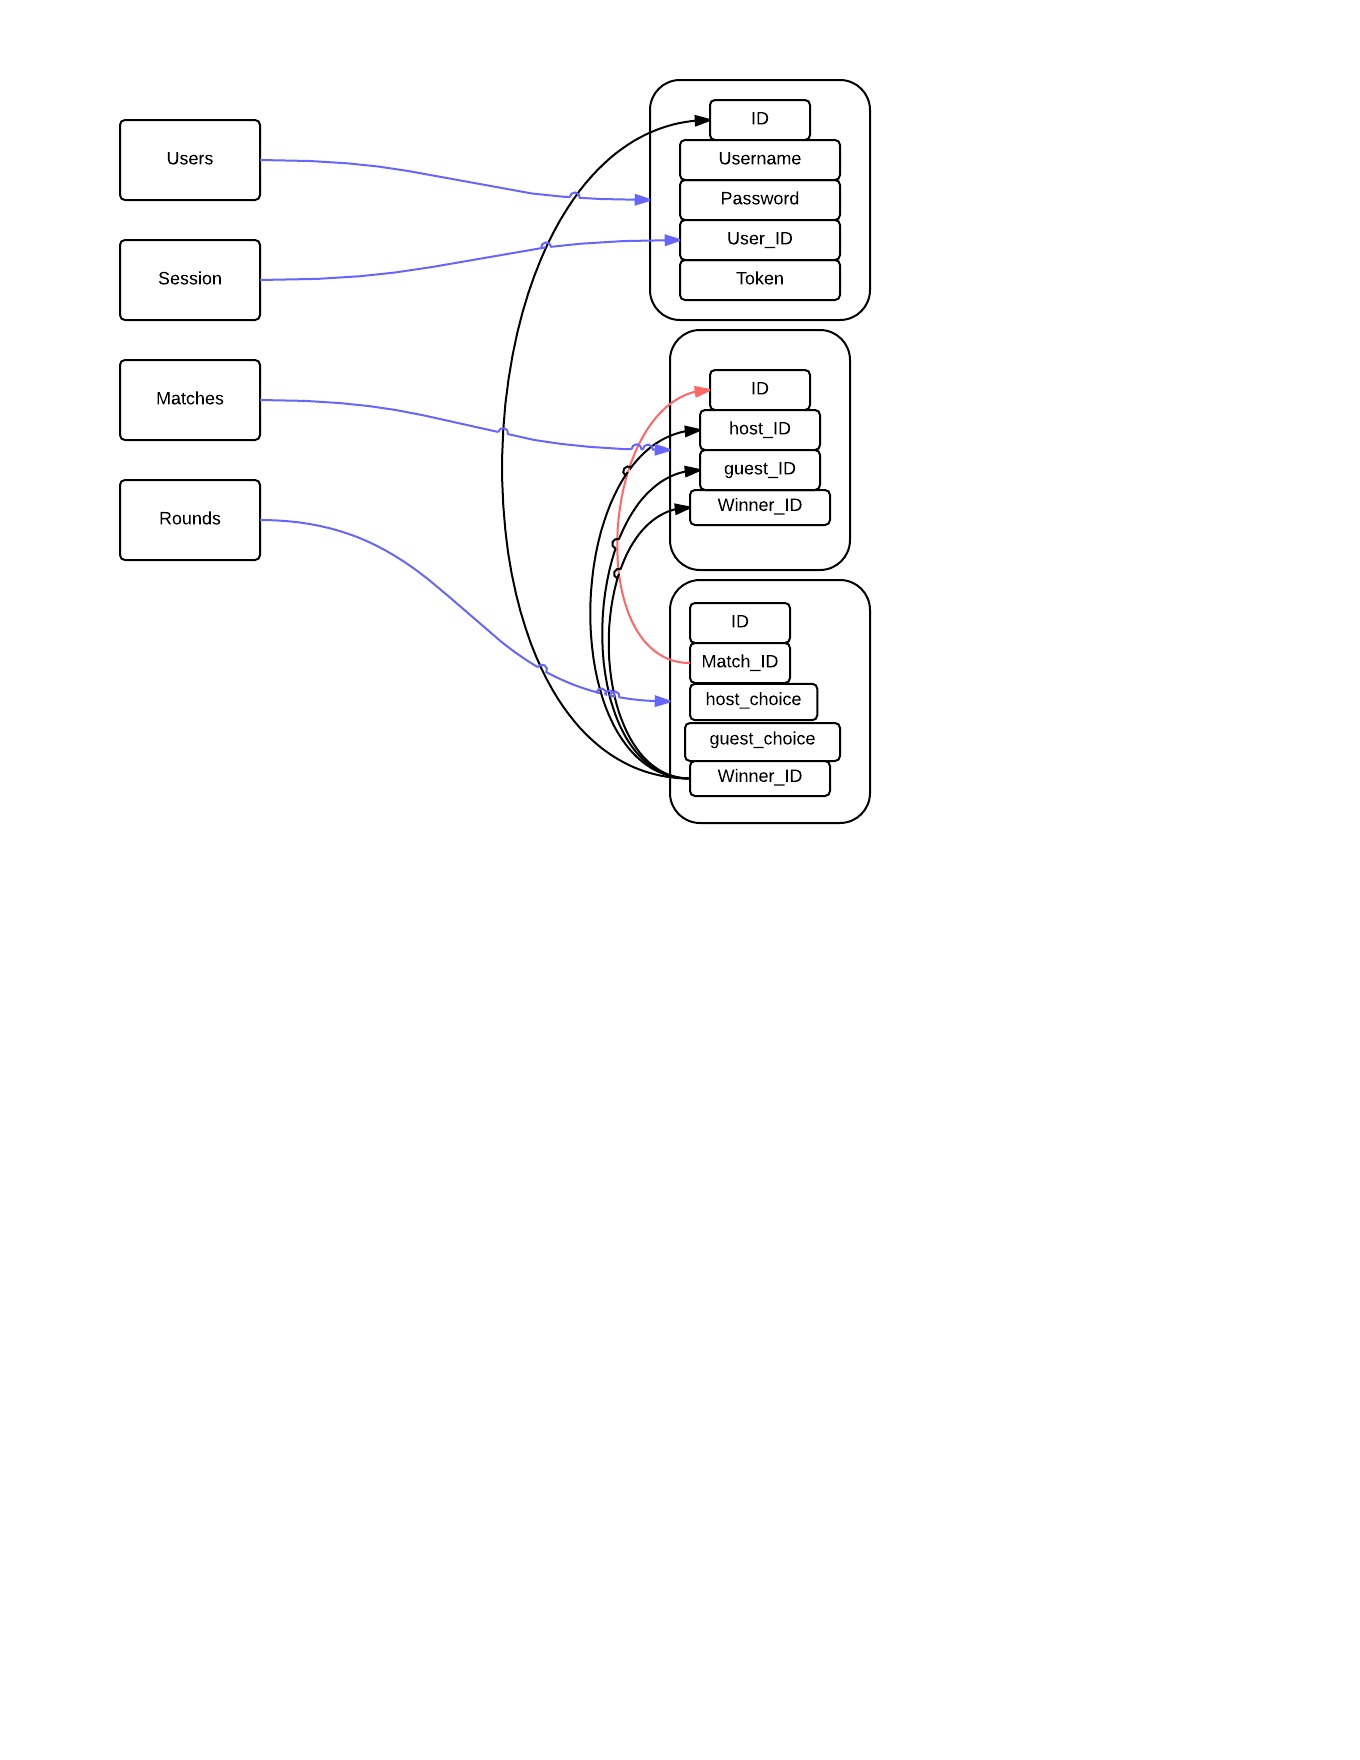 Users
Session
Matches
Rounds
ID
Username
Password
User_ID
Token
ID
host_ID
guest_ID
Winner_ID
ID
Match_ID
host_choice
guest_choice
Winner_ID